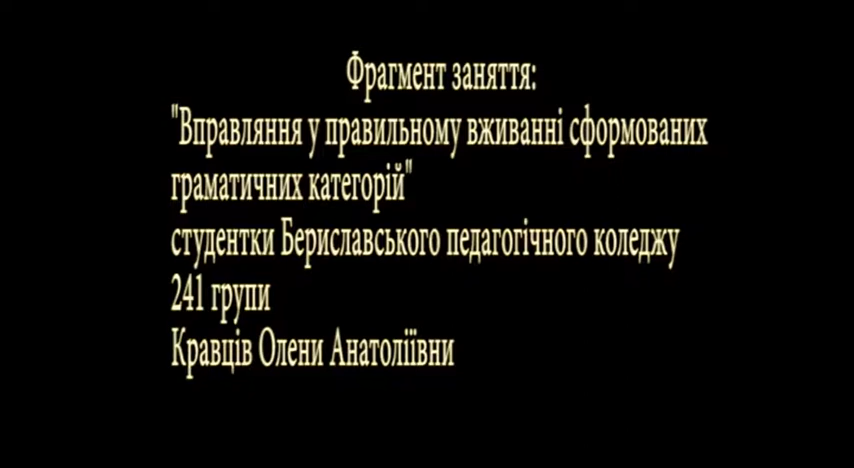 Фрагмент заняття:
"Вправляння у правильному вживанні сформованих
граматичних категорій"
студентки Бериславського педагогічного коледжу
241 групи
Кравців Олени Анатоліївни